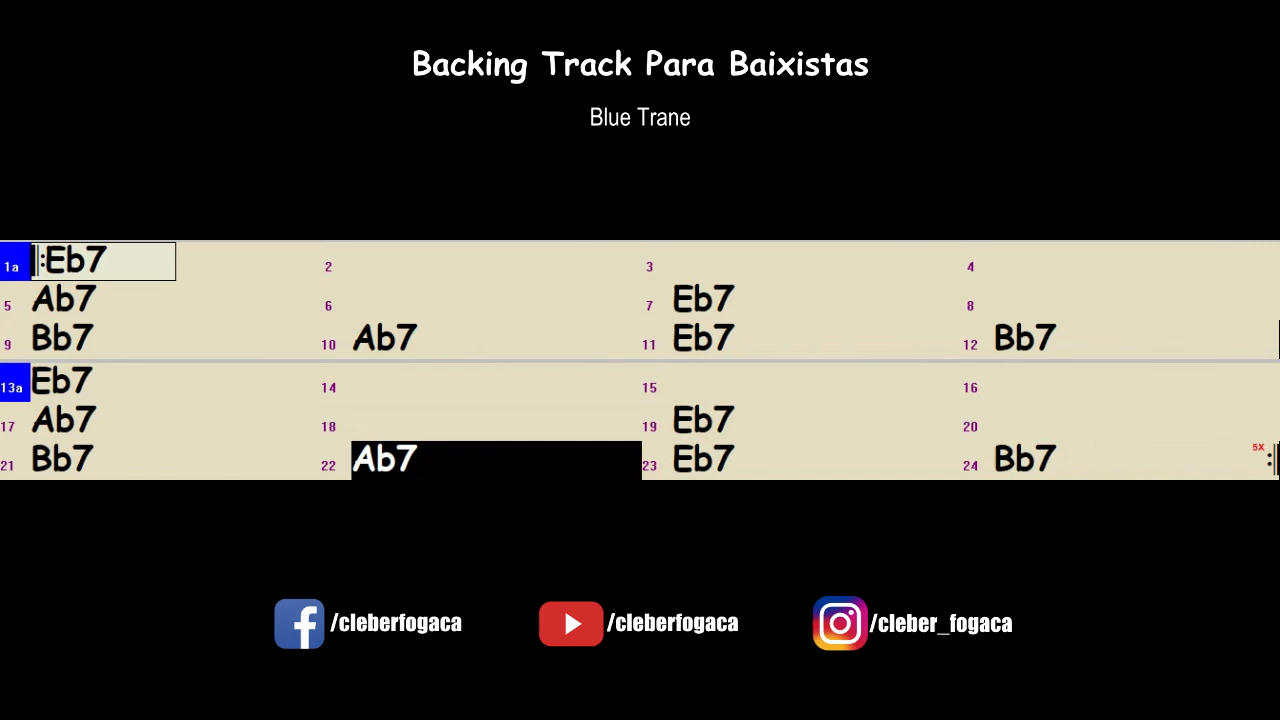 Backing Track Para Baixistas
Blue Trane
1a Eb7 2 3 4
5 Ab7 6 7 Eb7 8
9 Bb7 10 Ab7 11 Eb7 12 Bb7
13a Eb7 14 15 16
17 Ab7 18 19 Eb7 20
21 Bb7 22 Ab7 23 Eb7 24 Bb7 5X
/cleberfogaca /cleberfogaca /cleber_fogaca